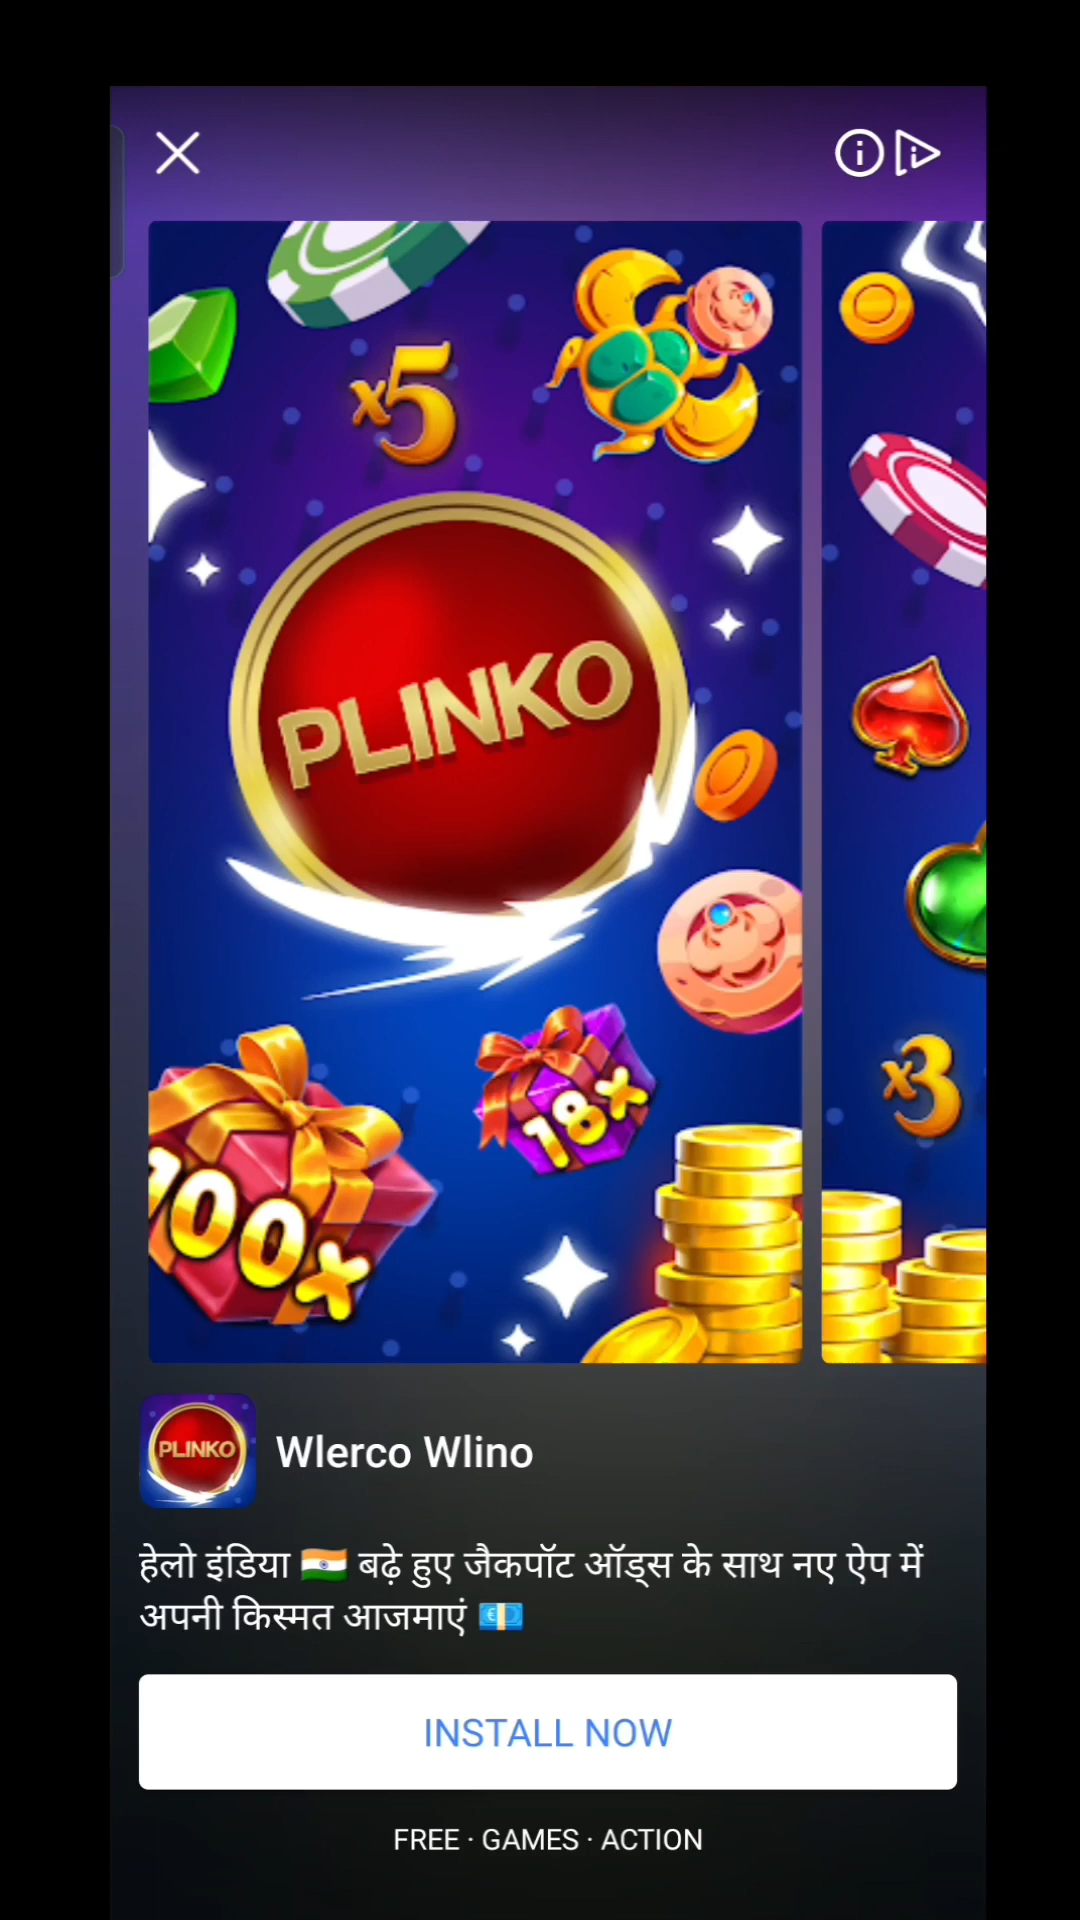 x5
PLINKO
18x
100x
x3
PLINKO
Wlerco Wlino
हेलो इंडिया 🇮🇳 बढ़े हुए जैकपॉट ऑड्स के साथ नए ऐप में
अपनी किस्मत आजमाएं 💶
INSTALL NOW
FREE · GAMES · ACTION